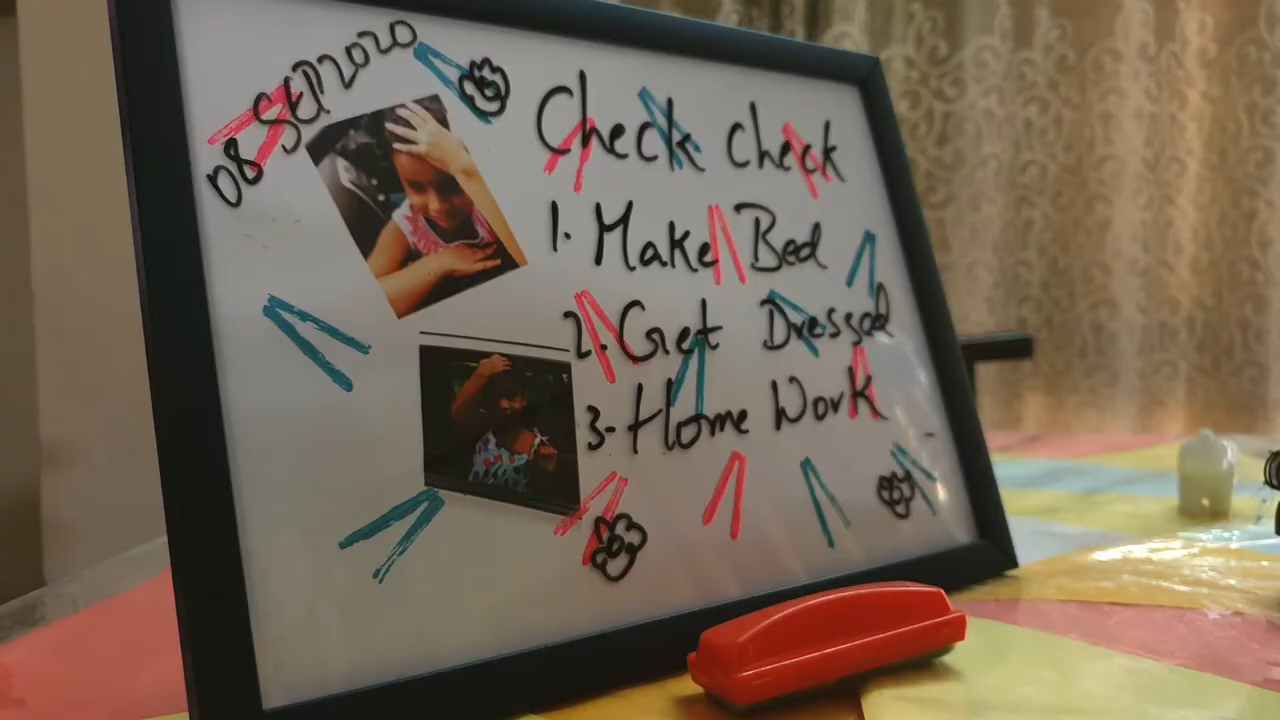 08 SEP 2020
Check Check
1. Make Bed
2. Get Dressed
3- Home Work